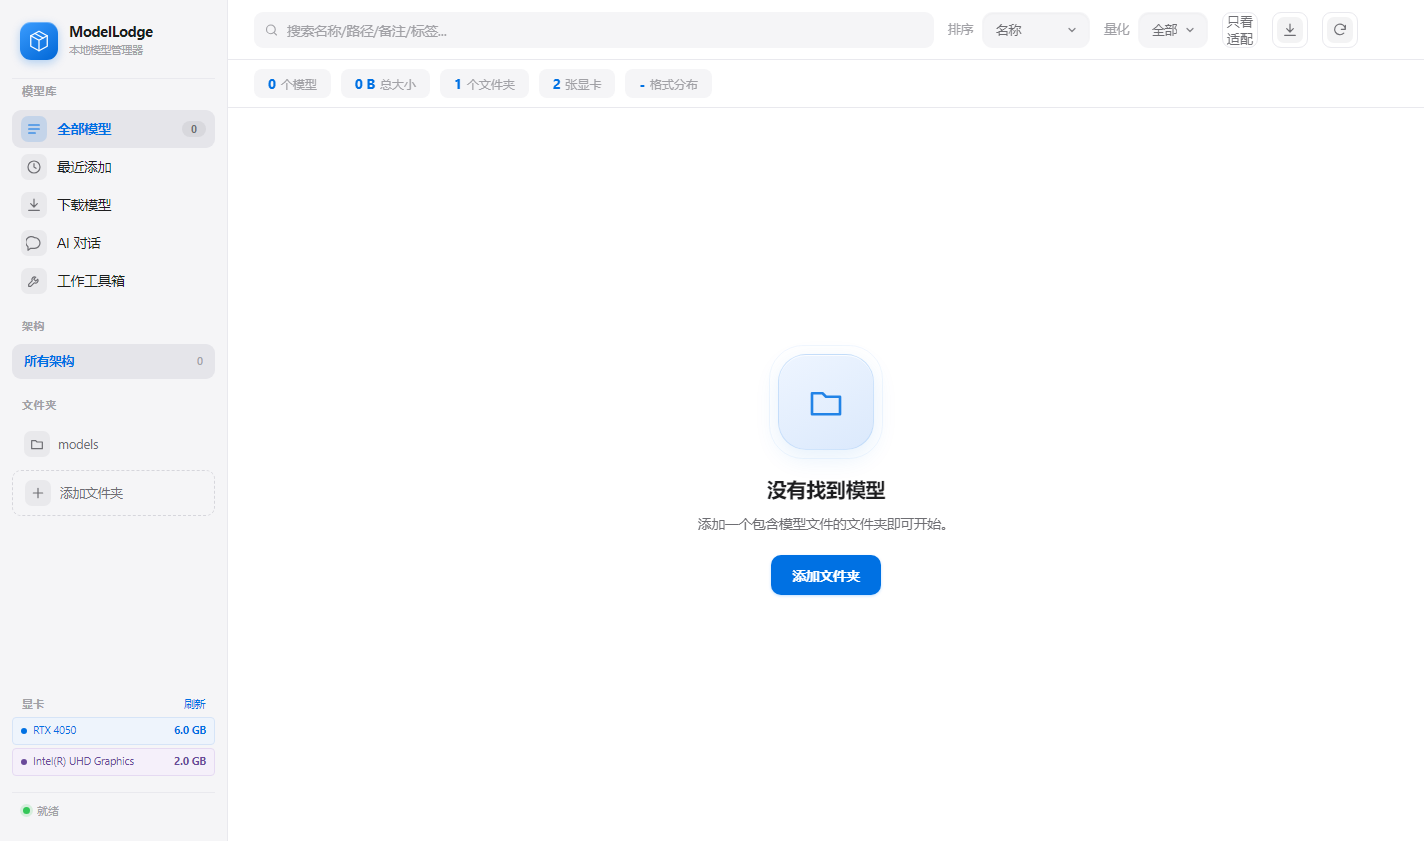 ModelLodge
本地模型管理器
模型库
全部模型 0
最近添加
下载模型
AI 对话
工作工具箱
架构
所有架构 0
文件夹
models
添加文件夹
显卡 刷新
RTX 4050 6.0 GB
Intel(R) UHD Graphics 2.0 GB
就绪
搜索名称/路径/备注/标签...
排序 名称
量化 全部
只看
适配
0 个模型
0 B 总大小
1 个文件夹
2 张显卡
- 格式分布
没有找到模型
添加一个包含模型文件的文件夹即可开始。
添加文件夹